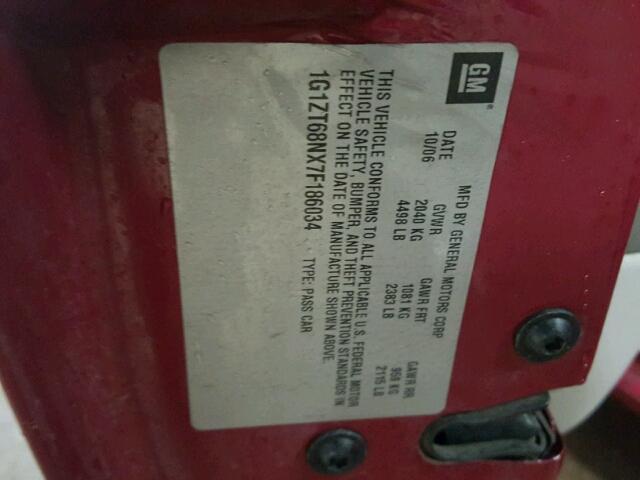 GM
MFD BY GENERAL MOTORS CORP
DATE GVWR GAWR FRT GAWR RR
10/06 2040 KG 1081 KG 959 KG
4498 LB 2383 LB 2115 LB
THIS VEHICLE CONFORMS TO ALL APPLICABLE U.S. FEDERAL MOTOR
VEHICLE SAFETY, BUMPER, AND THEFT PREVENTION STANDARDS IN
EFFECT ON THE DATE OF MANUFACTURE SHOWN ABOVE.
1G1ZT68NX7F186034 TYPE: PASS CAR